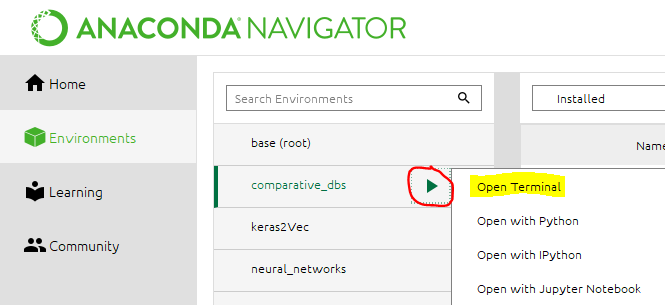 ANACONDA NAVIGATOR
Home
Environments
Learning
Community
Search Environments
base (root)
comparative_dbs
keras2Vec
neural_networks
Installed
Name
Open Terminal
Open with Python
Open with IPython
Open with Jupyter Notebook